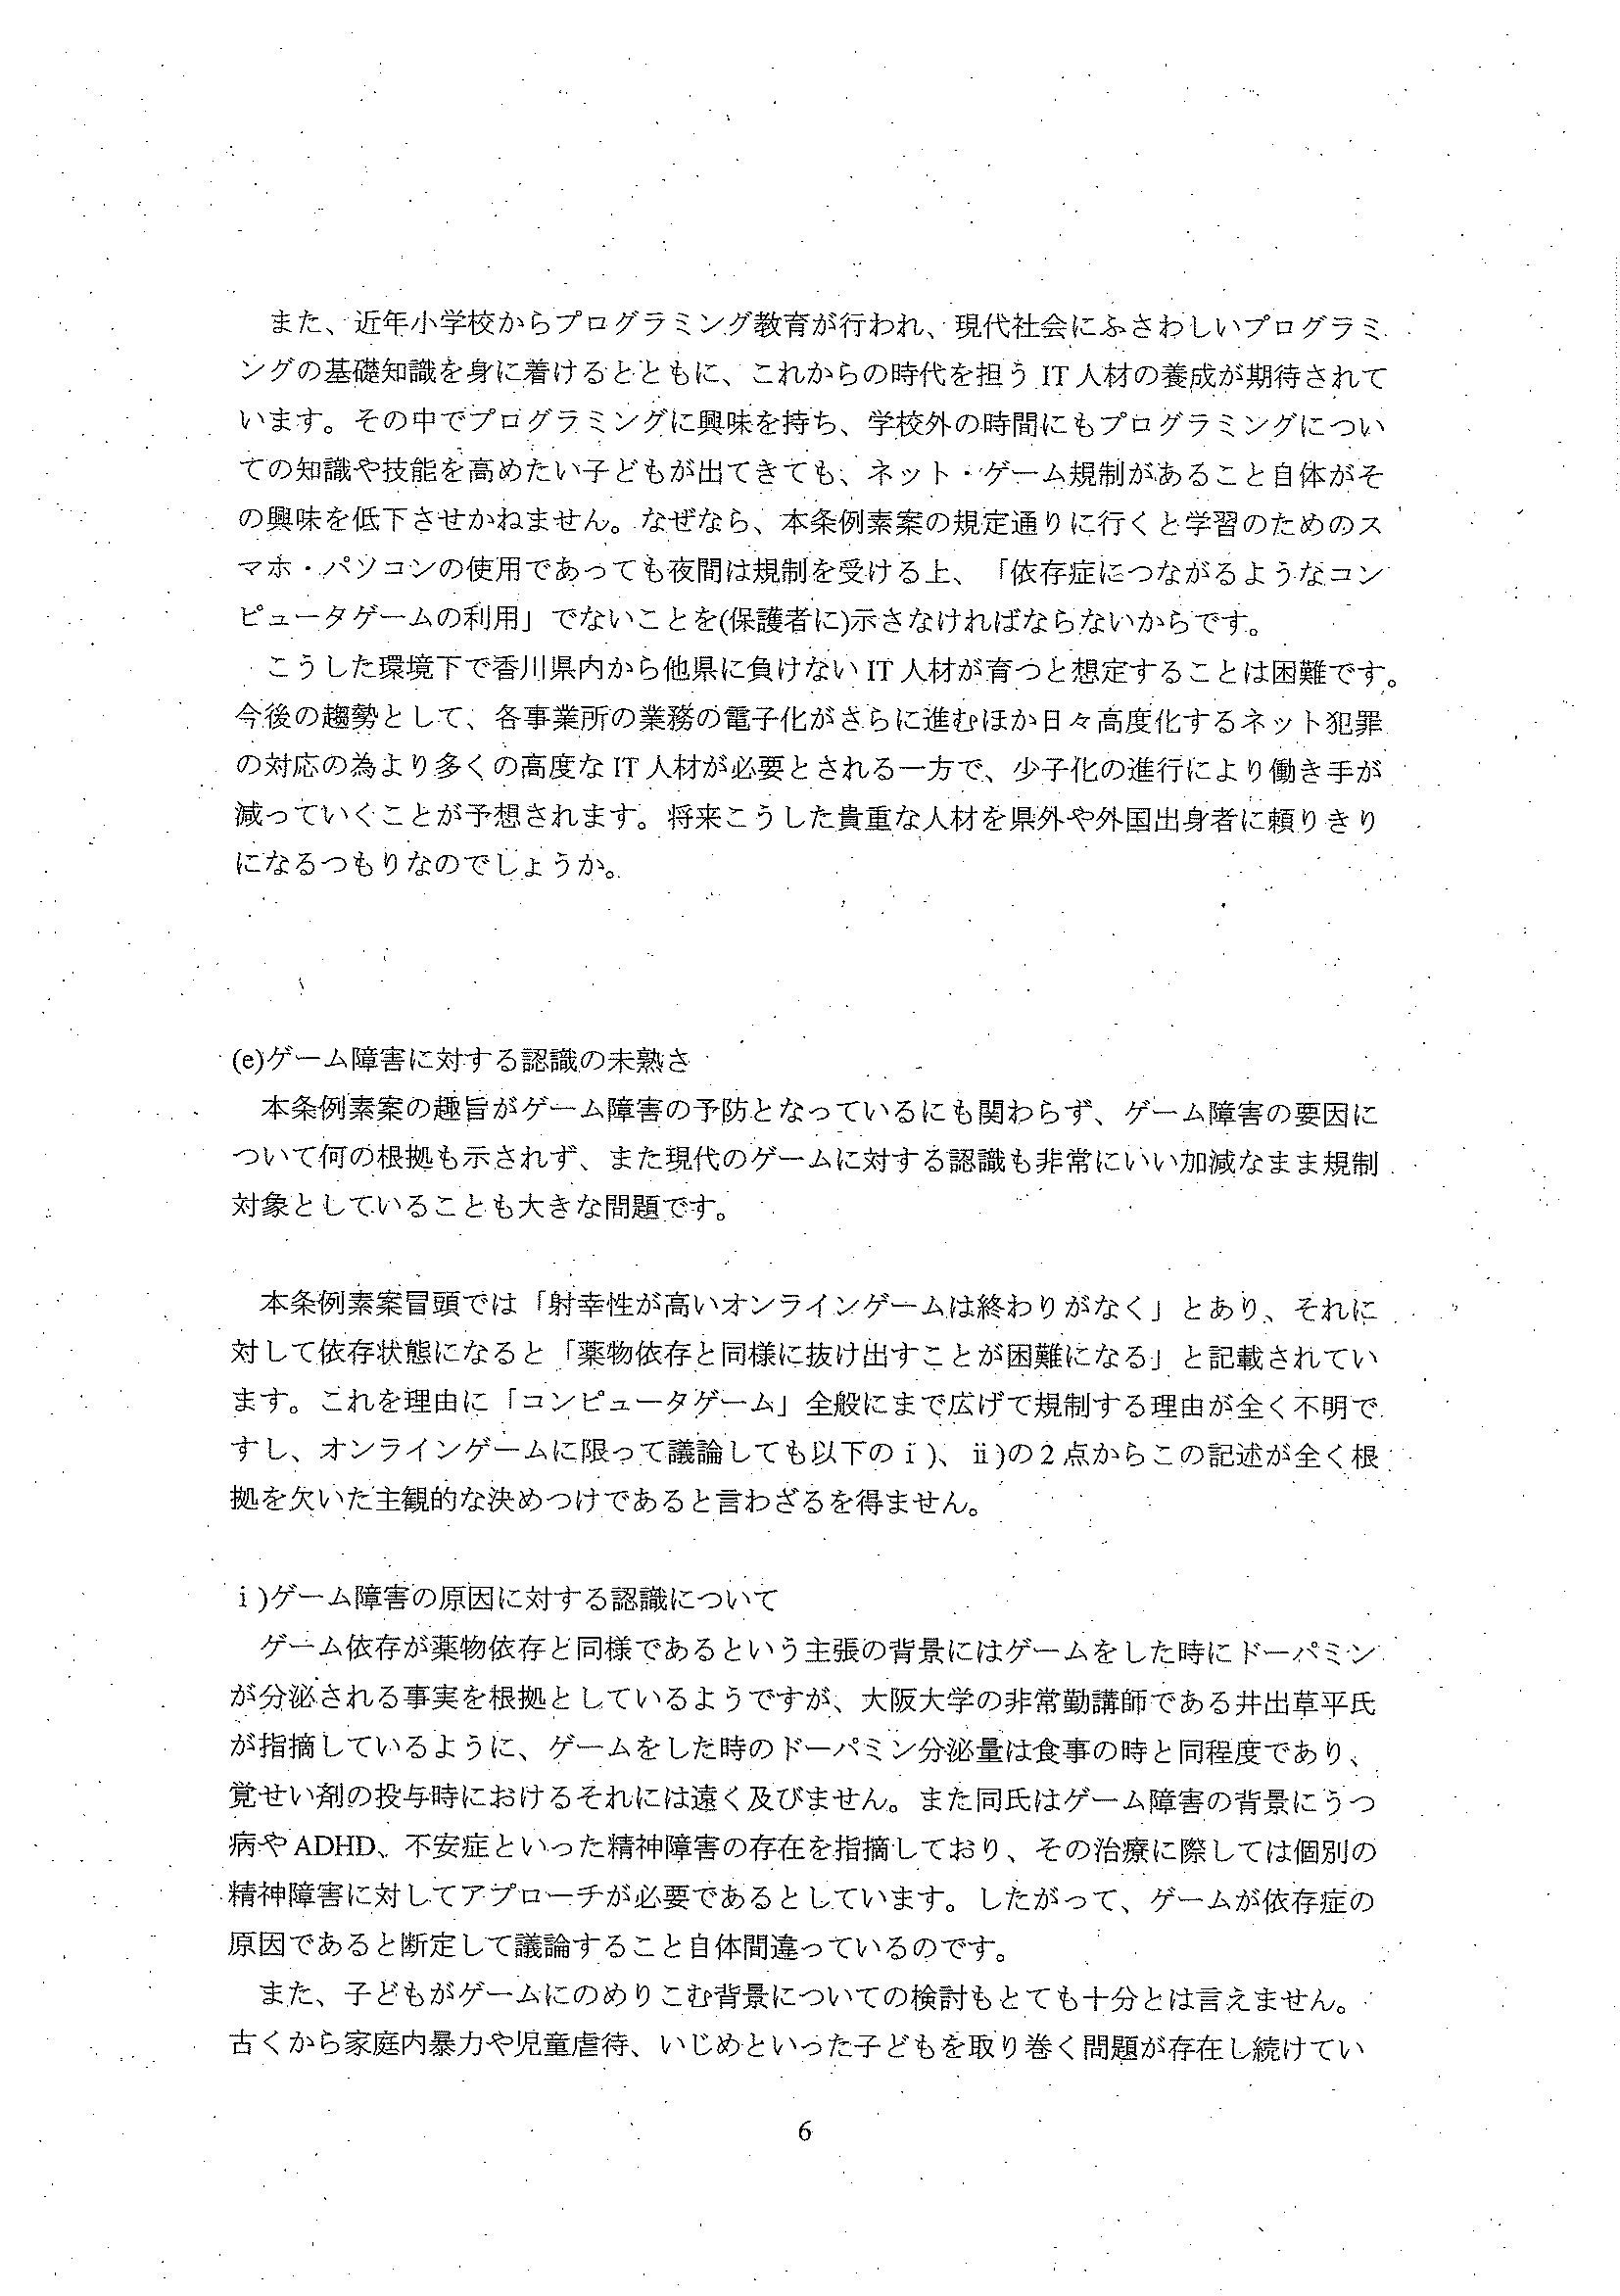 また、近年小学校からプログラミング教育が行われ、現代社会にふさわしいプログラミ
ングの基礎知識を身に着けるとともに、これからの時代を担う IT 人材の養成が期待されて
います。その中でプログラミングに興味を持ち、学校外の時間にもプログラミングについ
ての知識や技能を高めたい子どもが出てきても、ネット・ゲーム規制があること自体がそ
の興味を低下させかねません。なぜなら、本条例素案の規定通りに行くと学習のためのス
マホ・パソコンの使用であっても夜間は規制を受ける上、「依存症につながるようなコン
ピュータゲームの利用」でないことを(保護者に)示さなければならないからです。
こうした環境下で香川県内から他県に負けない IT 人材が育つと想定することは困難です。
今後の趨勢として、各事業所の業務の電子化がさらに進むほか日々高度化するネット犯罪
の対応の為より多くの高度な IT 人材が必要とされる一方で、少子化の進行により働き手が
減っていくことが予想されます。将来こうした貴重な人材を県外や外国出身者に頼りきり
になるつもりなのでしょうか。
(e)ゲーム障害に対する認識の未熟さ
本条例素案の趣旨がゲーム障害の予防となっているにも関わらず、ゲーム障害の要因に
ついて何の根拠も示されず、また現代のゲームに対する認識も非常にいい加減なまま規制
対象としていることも大きな問題です。
本条例素案冒頭では「射幸性が高いオンラインゲームは終わりがなく」とあり、それに
対して依存状態になると「薬物依存と同様に抜け出すことが困難になる」と記載されてい
ます。これを理由に「コンピュータゲーム」全般にまで広げて規制する理由が全く不明で
すし、オンラインゲームに限って議論しても以下のⅰ)、ⅱ)の2点からこの記述が全く根
拠を欠いた主観的な決めつけであると言わざるを得ません。
ⅰ)ゲーム障害の原因に対する認識について
ゲーム依存が薬物依存と同様であるという主張の背景にはゲームをした時にドーパミン
が分泌される事実を根拠としているようですが、大阪大学の非常勤講師である井出草平氏
が指摘しているように、ゲームをした時のドーパミン分泌量は食事の時と同程度であり、
覚せい剤の投与時におけるそれには遠く及びません。また同氏はゲーム障害の背景にうつ
病や ADHD、不安症といった精神障害の存在を指摘しており、その治療に際しては個別の
精神障害に対してアプローチが必要であるとしています。したがって、ゲームが依存症の
原因であると断定して議論すること自体間違っているのです。
また、子どもがゲームにのめりこむ背景についての検討もとても十分とは言えません。
古くから家庭内暴力や児童虐待、いじめといった子どもを取り巻く問題が存在し続けてい
6